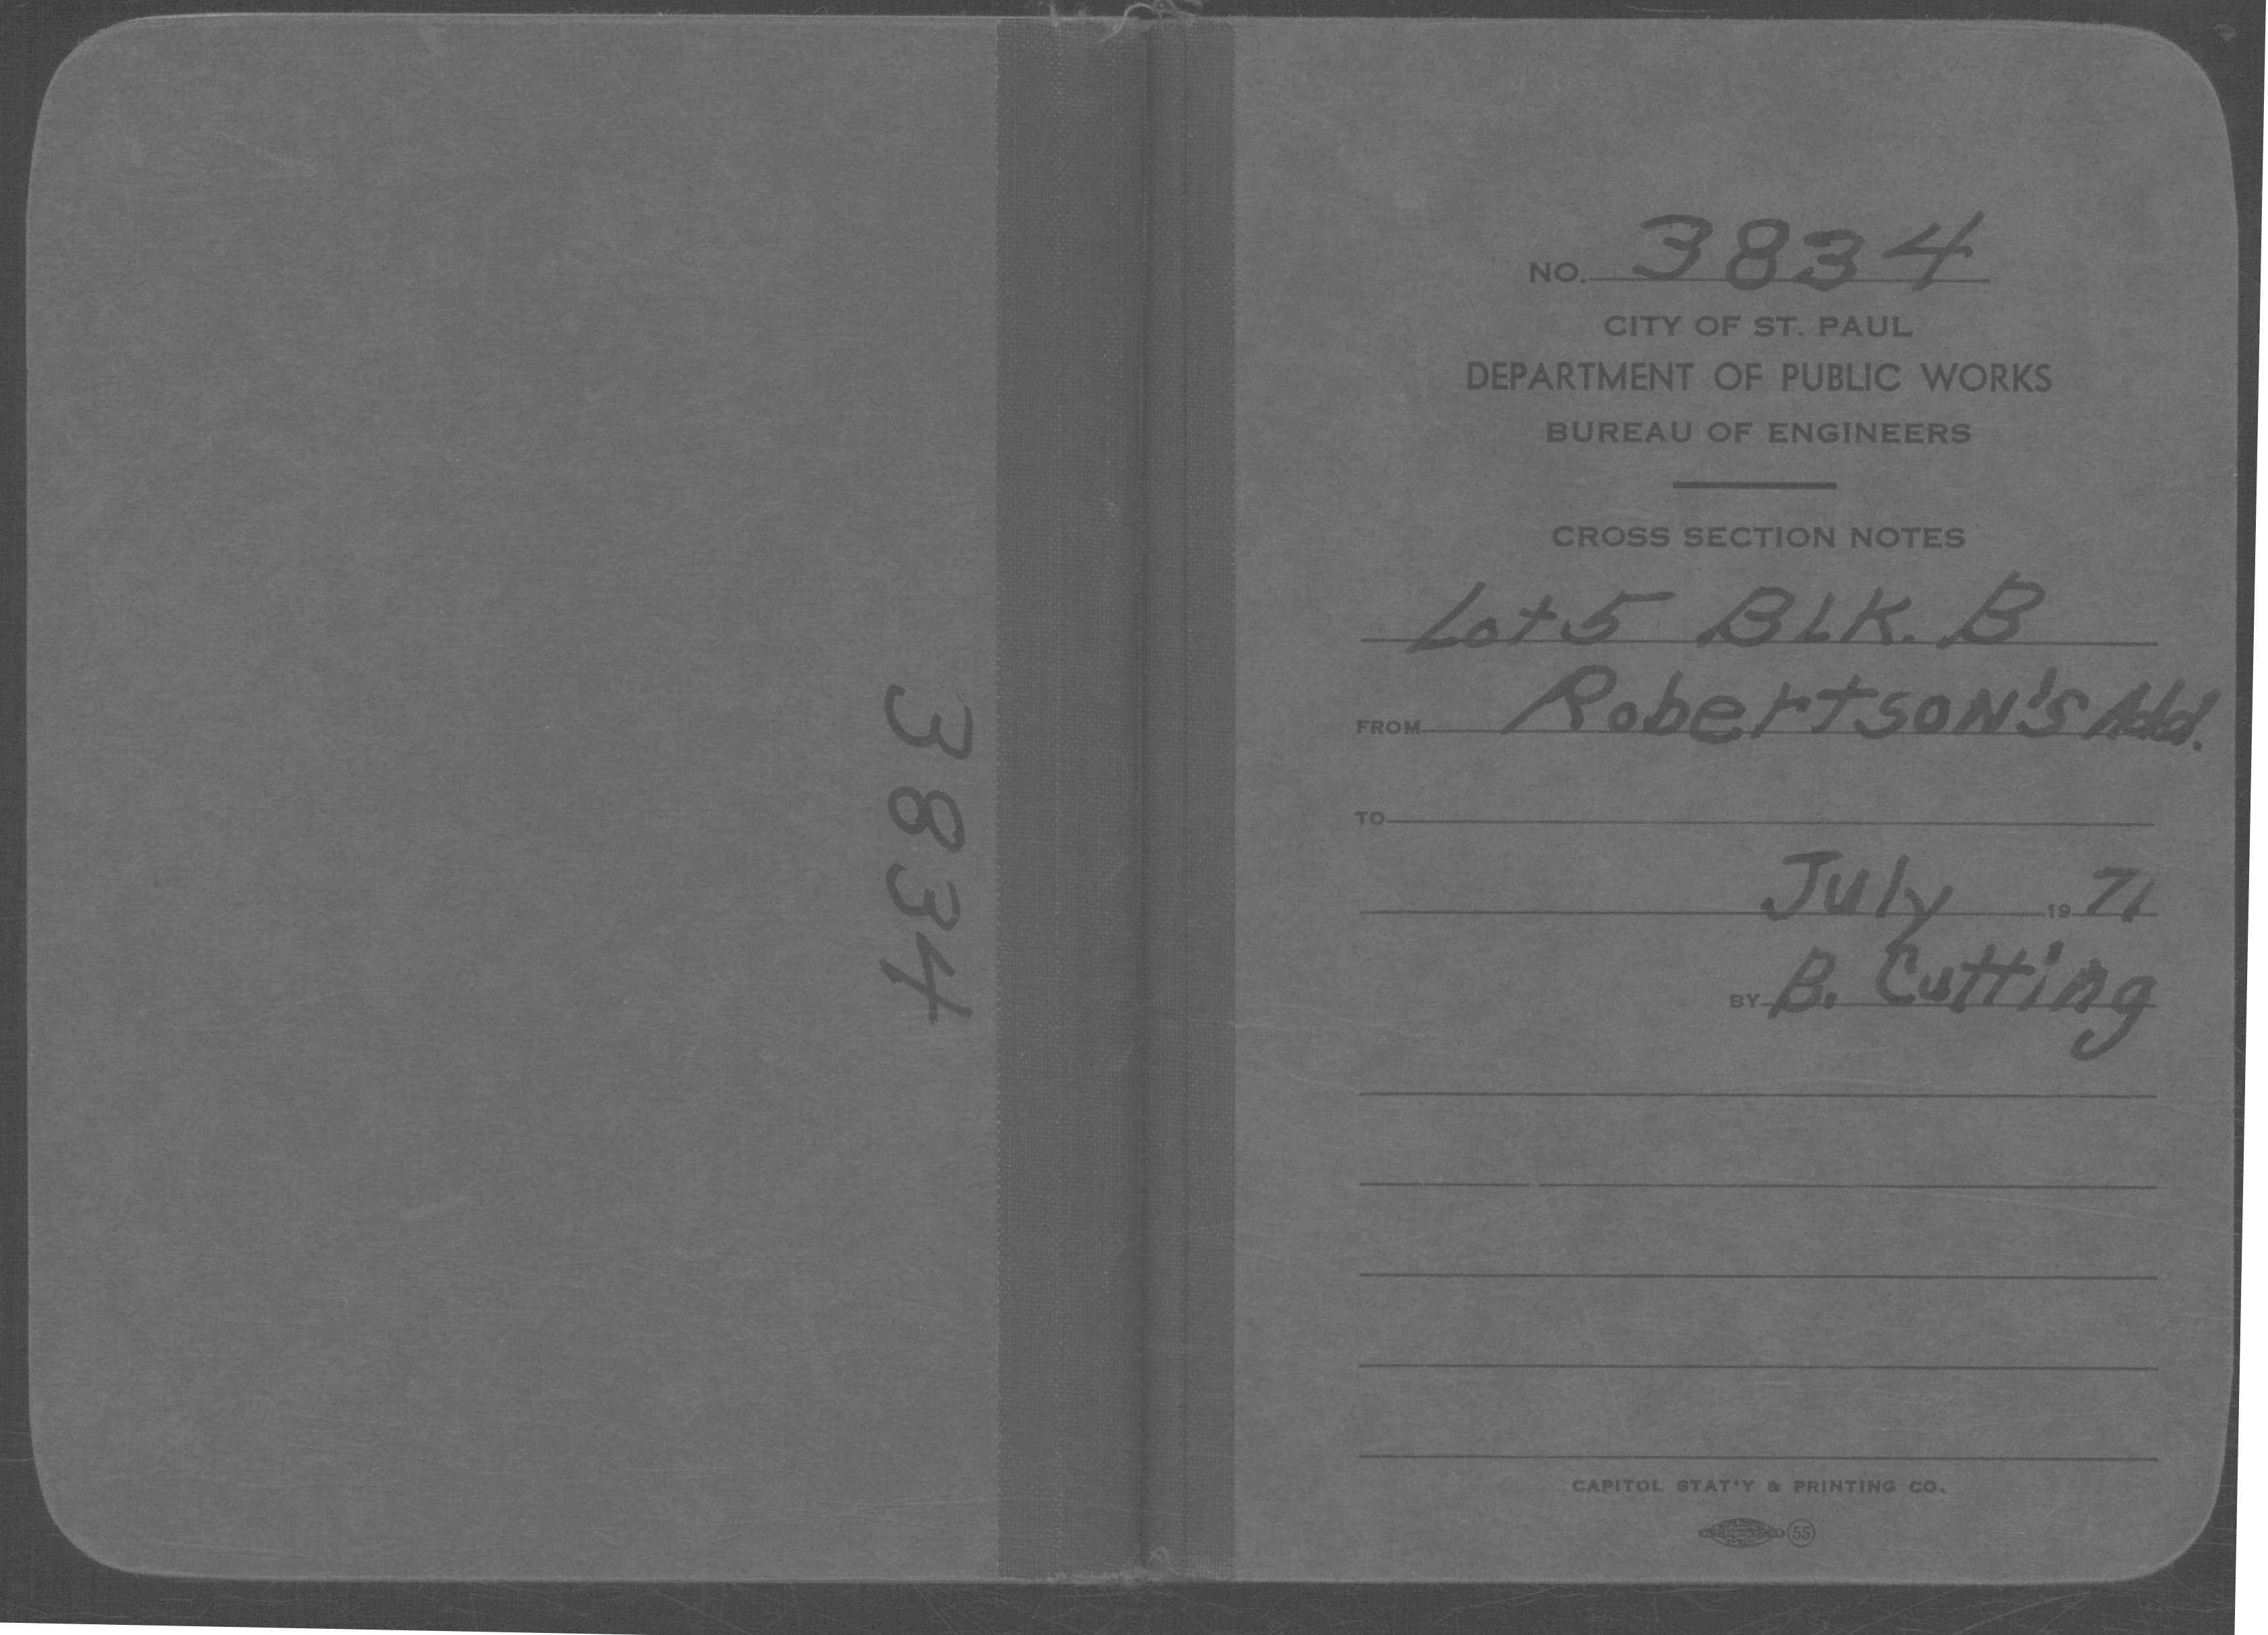 3834
NO. 3834
CITY OF ST. PAUL
DEPARTMENT OF PUBLIC WORKS
BUREAU OF ENGINEERS
CROSS SECTION NOTES
Lot 5 BLK. B
FROM Robertson's Add.
TO
July 19 71
BY B. Cutting
CAPITOL STAT'Y & PRINTING CO.
55